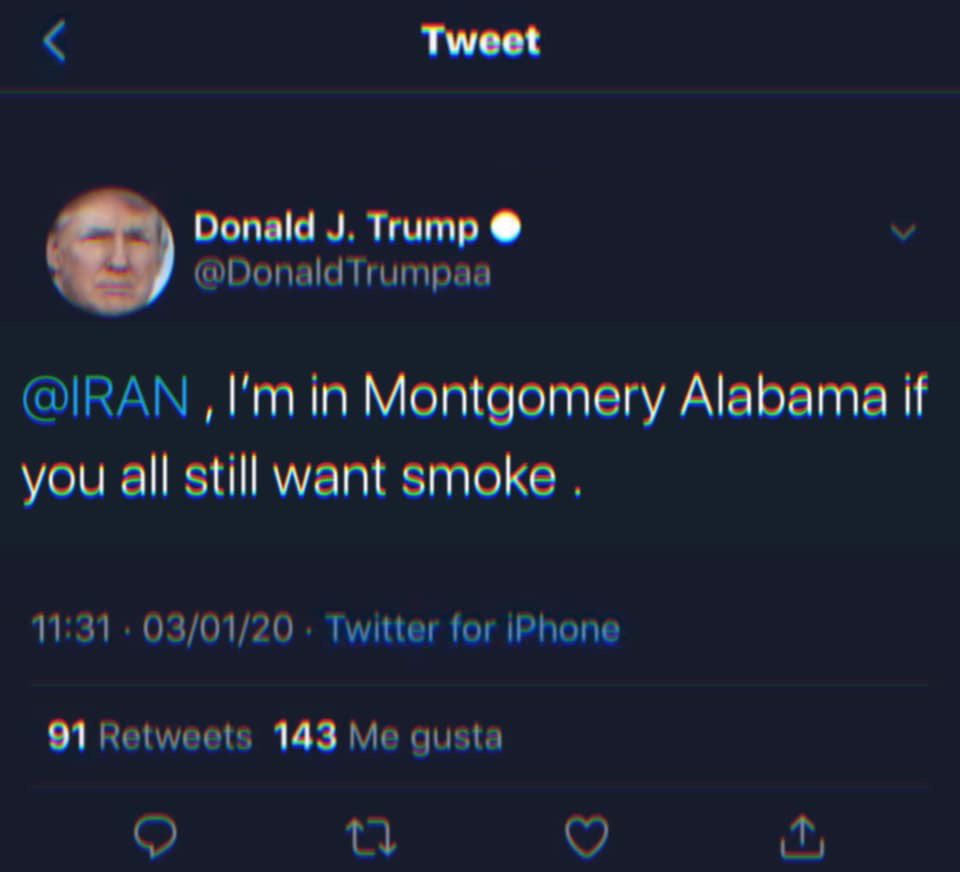 Tweet
Donald J. Trump
@DonaldTrumpaa
@IRAN , I'm in Montgomery Alabama if
you all still want smoke .
11:31 · 03/01/20 · Twitter for iPhone
91 Retweets 143 Me gusta